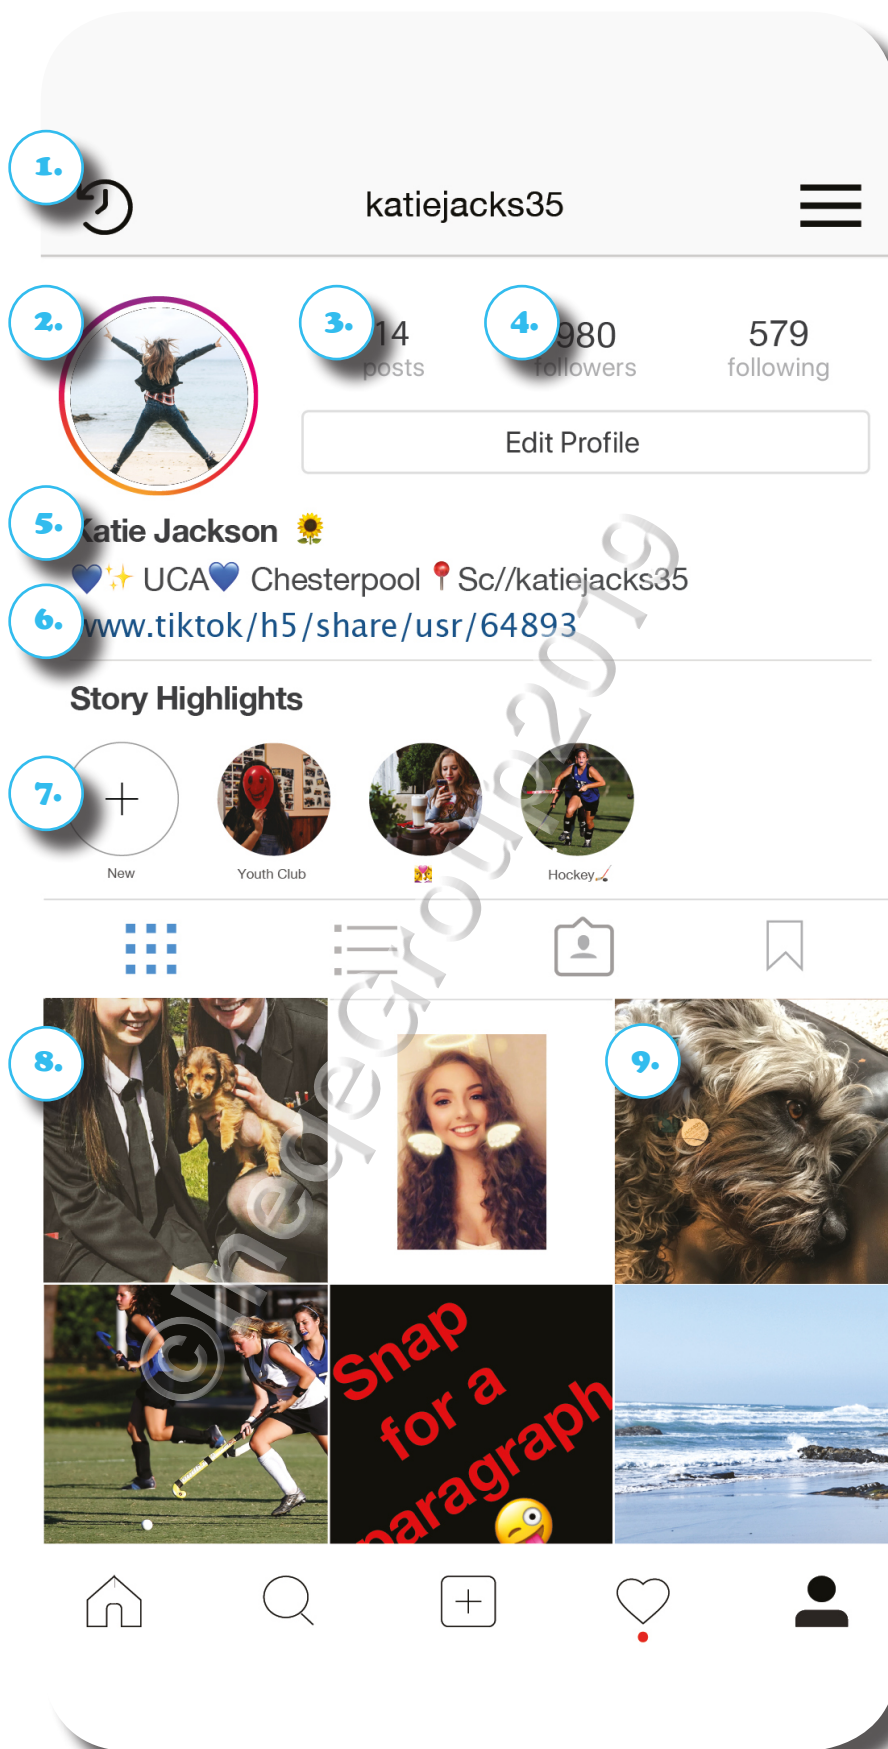 1.
katiejacks35
2.
3.
4.
14
980
579
posts
followers
following
Edit Profile
5.
Katie Jackson 🌻
💙✨ UCA💙 Chesterpool 📍Sc//katiejacks35
6.
www.tiktok/h5/share/usr/64893
Story Highlights
7.
New
Youth Club
Hockey🏑
8.
9.
Snap
for a
paragraph
©IneqeGroup2019